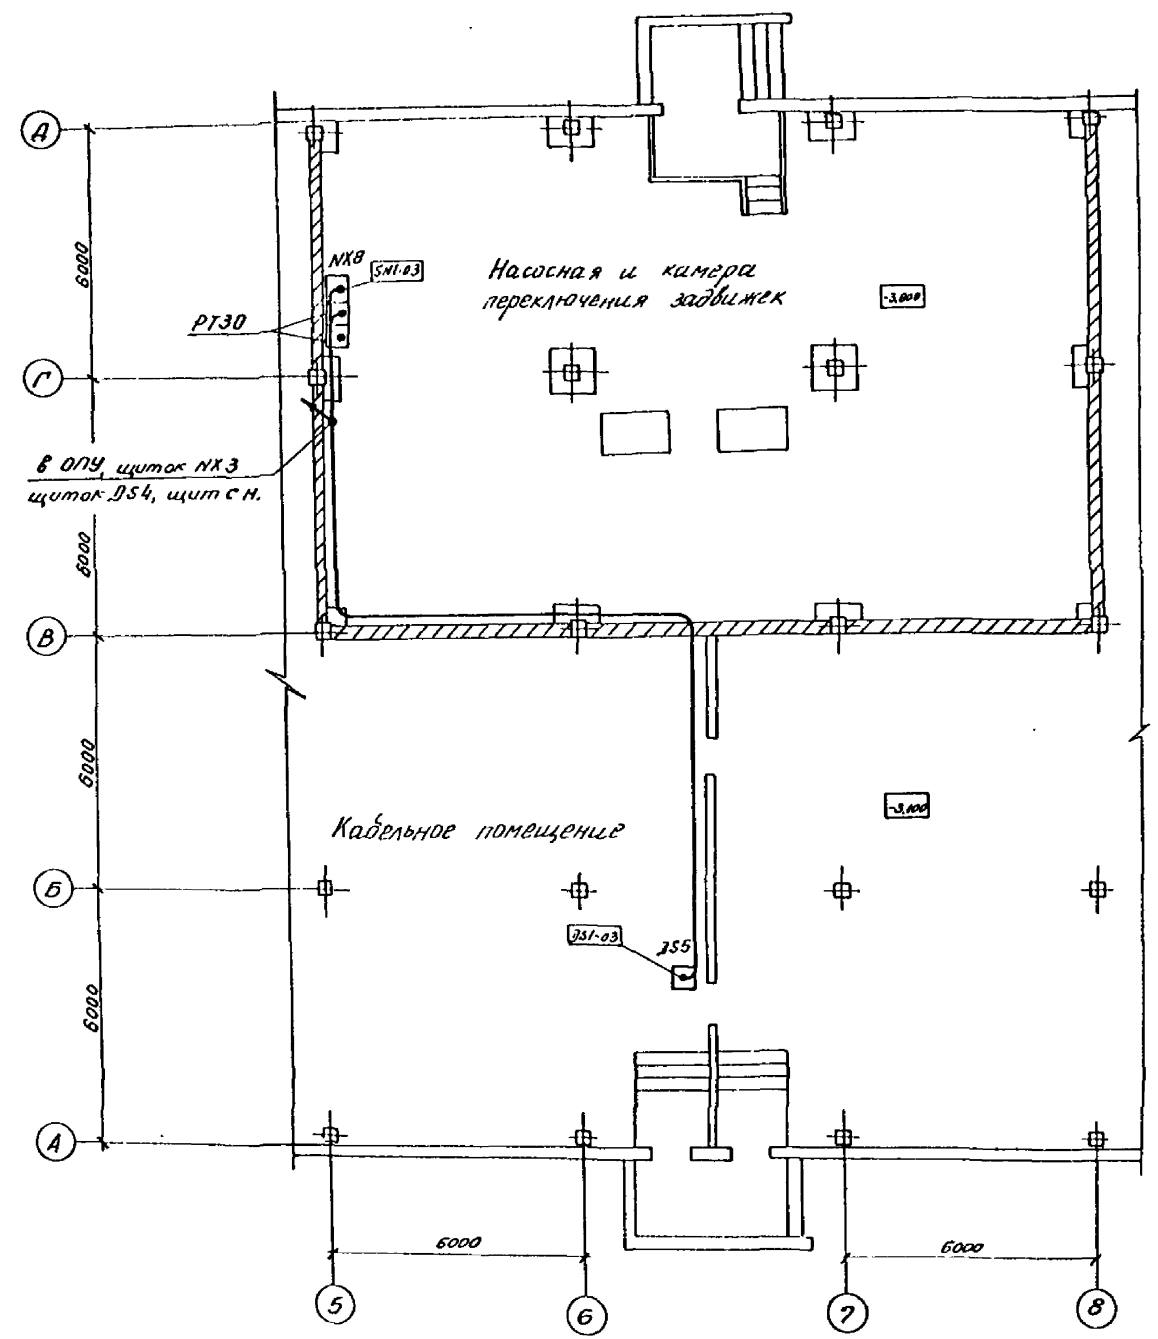 Д
6000
NX8
SN1-03
Насосная и камера
переключения задвижек
-3,000
РТ30
Г
в ОПУ, щиток NX3
щиток DS4, щит с н.
6000
В
6000
-3,100
Кабельное помещение
Б
DS1-03
DS5
6000
А
6000
6000
5
6
7
8